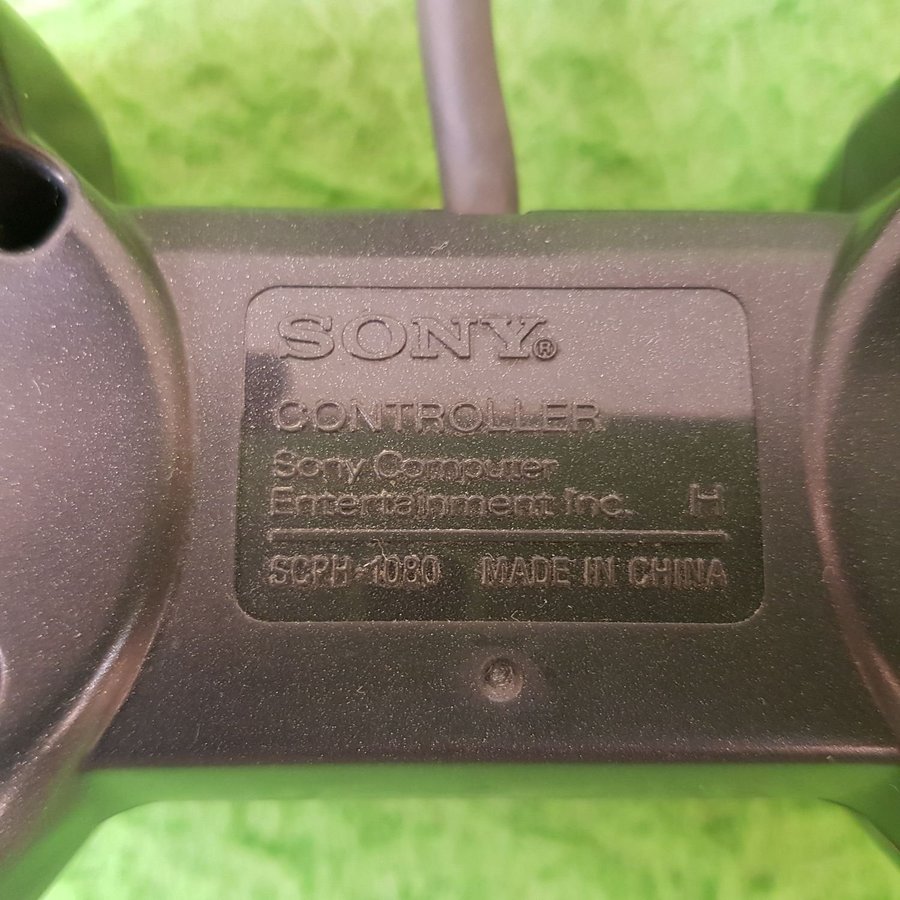 SONY®
CONTROLLER
Sony Computer
Entertainment Inc. H
SCPH-1080 MADE IN CHINA